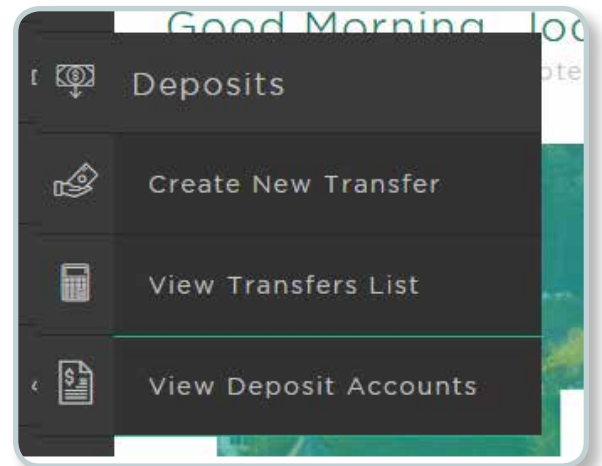 Good Morning
Deposits
Create New Transfer
View Transfers List
View Deposit Accounts